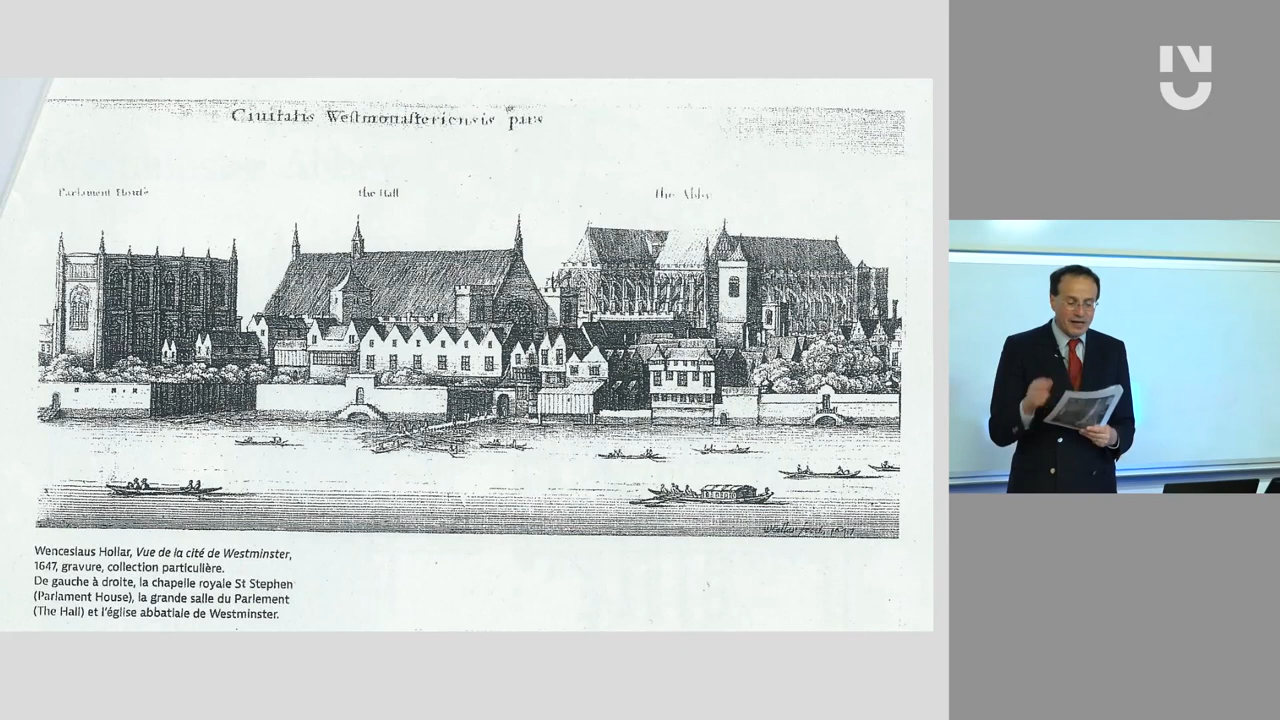 Civitatis Westmonasteriensis pars
Parlament House
the Hall
The Abby
Wenceslaus Hollar, Vue de la cité de Westminster,
1647, gravure, collection particulière.
De gauche à droite, la chapelle royale St Stephen
(Parlament House), la grande salle du Parlement
(The Hall) et l'église abbatiale de Westminster.